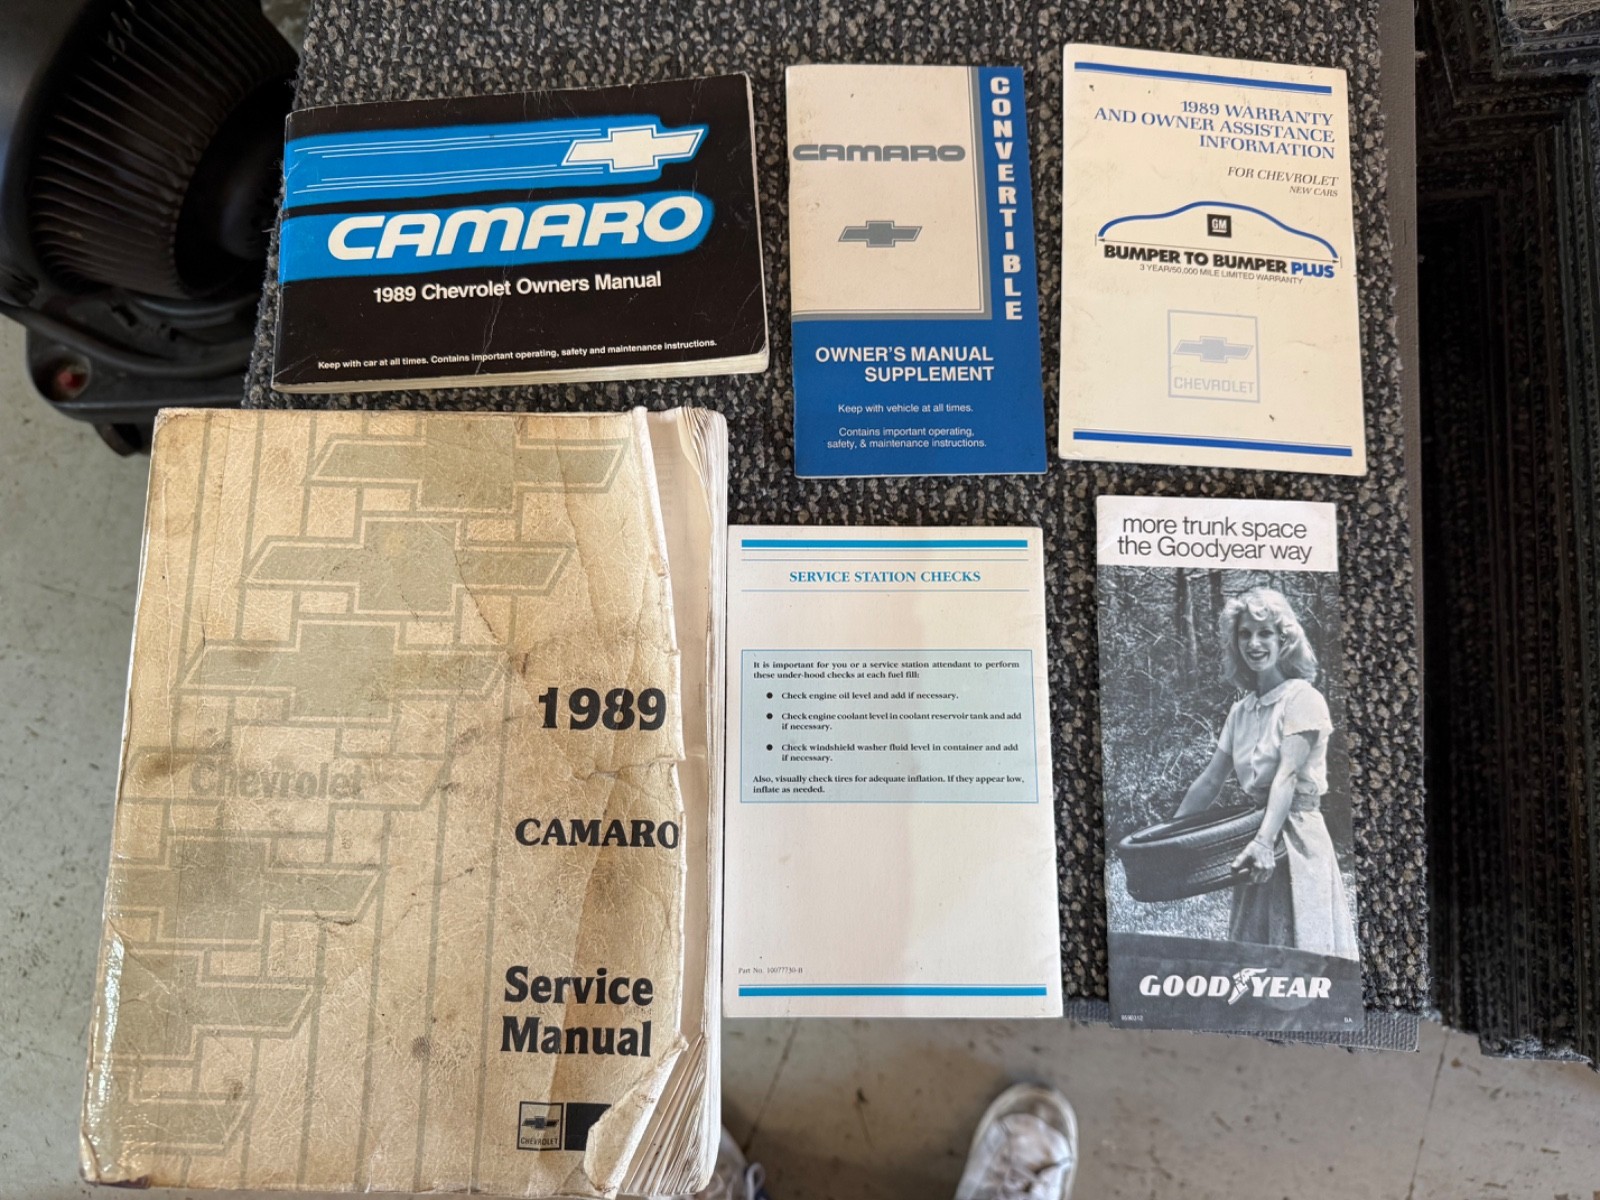 CAMARO
1989 Chevrolet Owners Manual
Keep with car at all times. Contains important operating, safety and maintenance instructions.
CAMARO
CONVERTIBLE
OWNER'S MANUAL
SUPPLEMENT
Keep with vehicle at all times.
Contains important operating,
safety, & maintenance instructions.
1989 WARRANTY
AND OWNER ASSISTANCE
INFORMATION
FOR CHEVROLET
NEW CARS
GM
BUMPER TO BUMPER PLUS
3 YEAR/50,000 MILE LIMITED WARRANTY
CHEVROLET
Chevrolet
1989
CAMARO
Service
Manual
CHEVROLET
SERVICE STATION CHECKS
It is important for you or a service station attendant to perform
these under-hood checks at each fuel fill:
● Check engine oil level and add if necessary.
● Check engine coolant level in coolant reservoir tank and add
if necessary.
● Check windshield washer fluid level in container and add
if necessary.
Also, visually check tires for adequate inflation. If they appear low,
inflate as needed.
Part No. 10077730-B
more trunk space
the Goodyear way
GOODYEAR